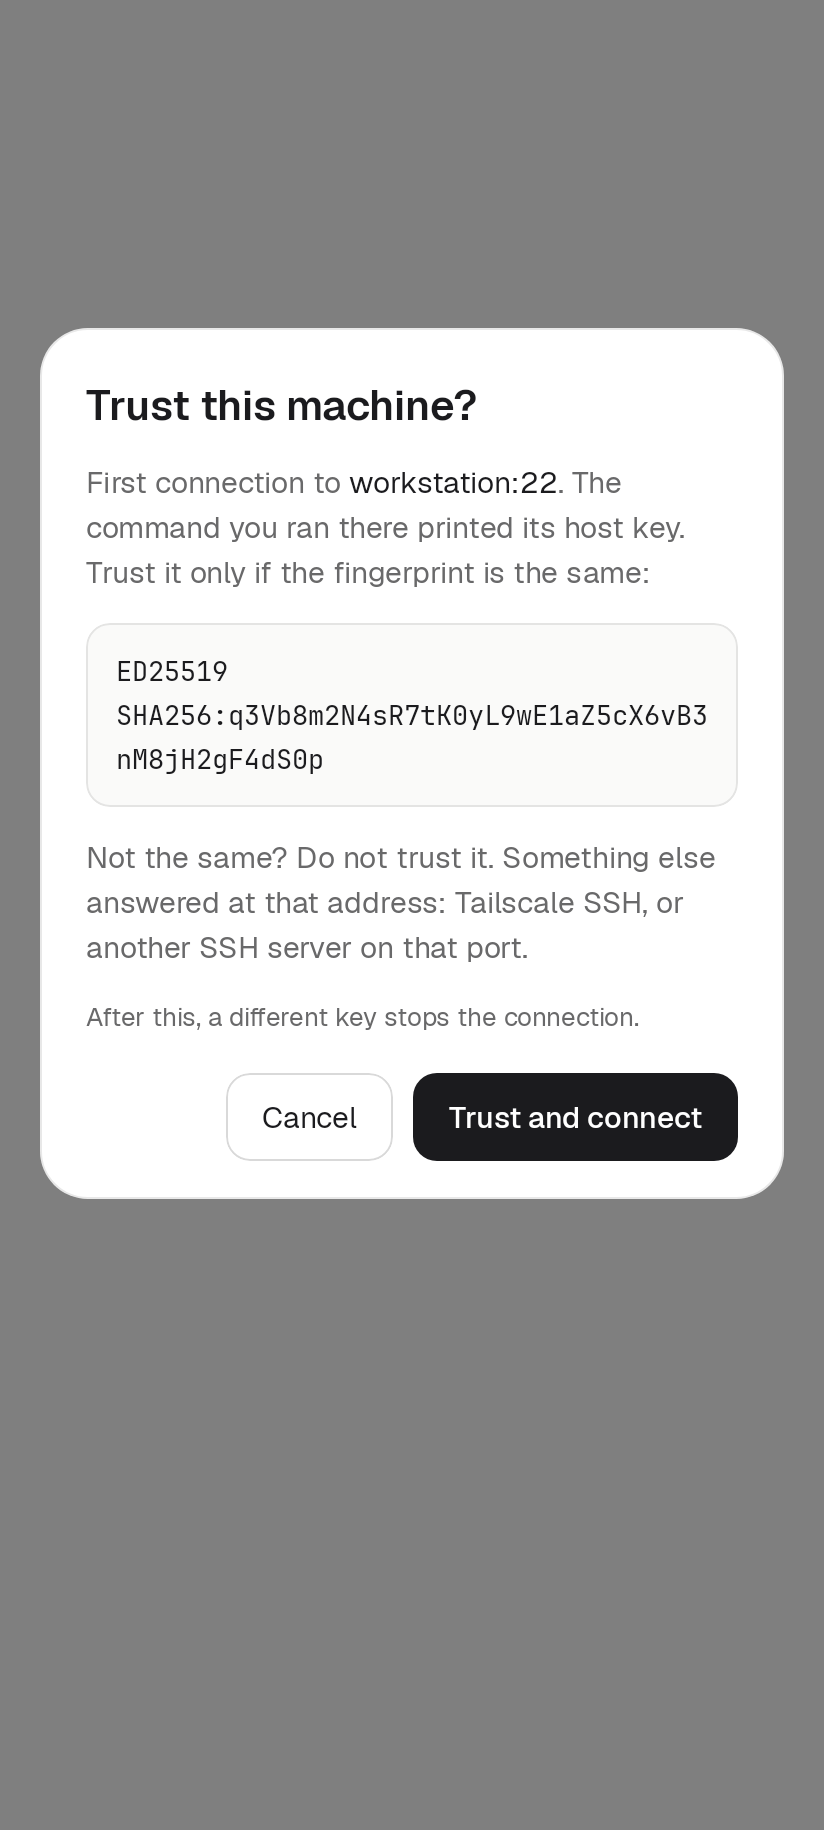 Trust this machine?
First connection to workstation:22. The
command you ran there printed its host key.
Trust it only if the fingerprint is the same:
ED25519
SHA256:q3Vb8m2N4sR7tK0yL9wE1aZ5cX6vB3
nM8jH2gF4dS0p
Not the same? Do not trust it. Something else
answered at that address: Tailscale SSH, or
another SSH server on that port.
After this, a different key stops the connection.
Cancel
Trust and connect